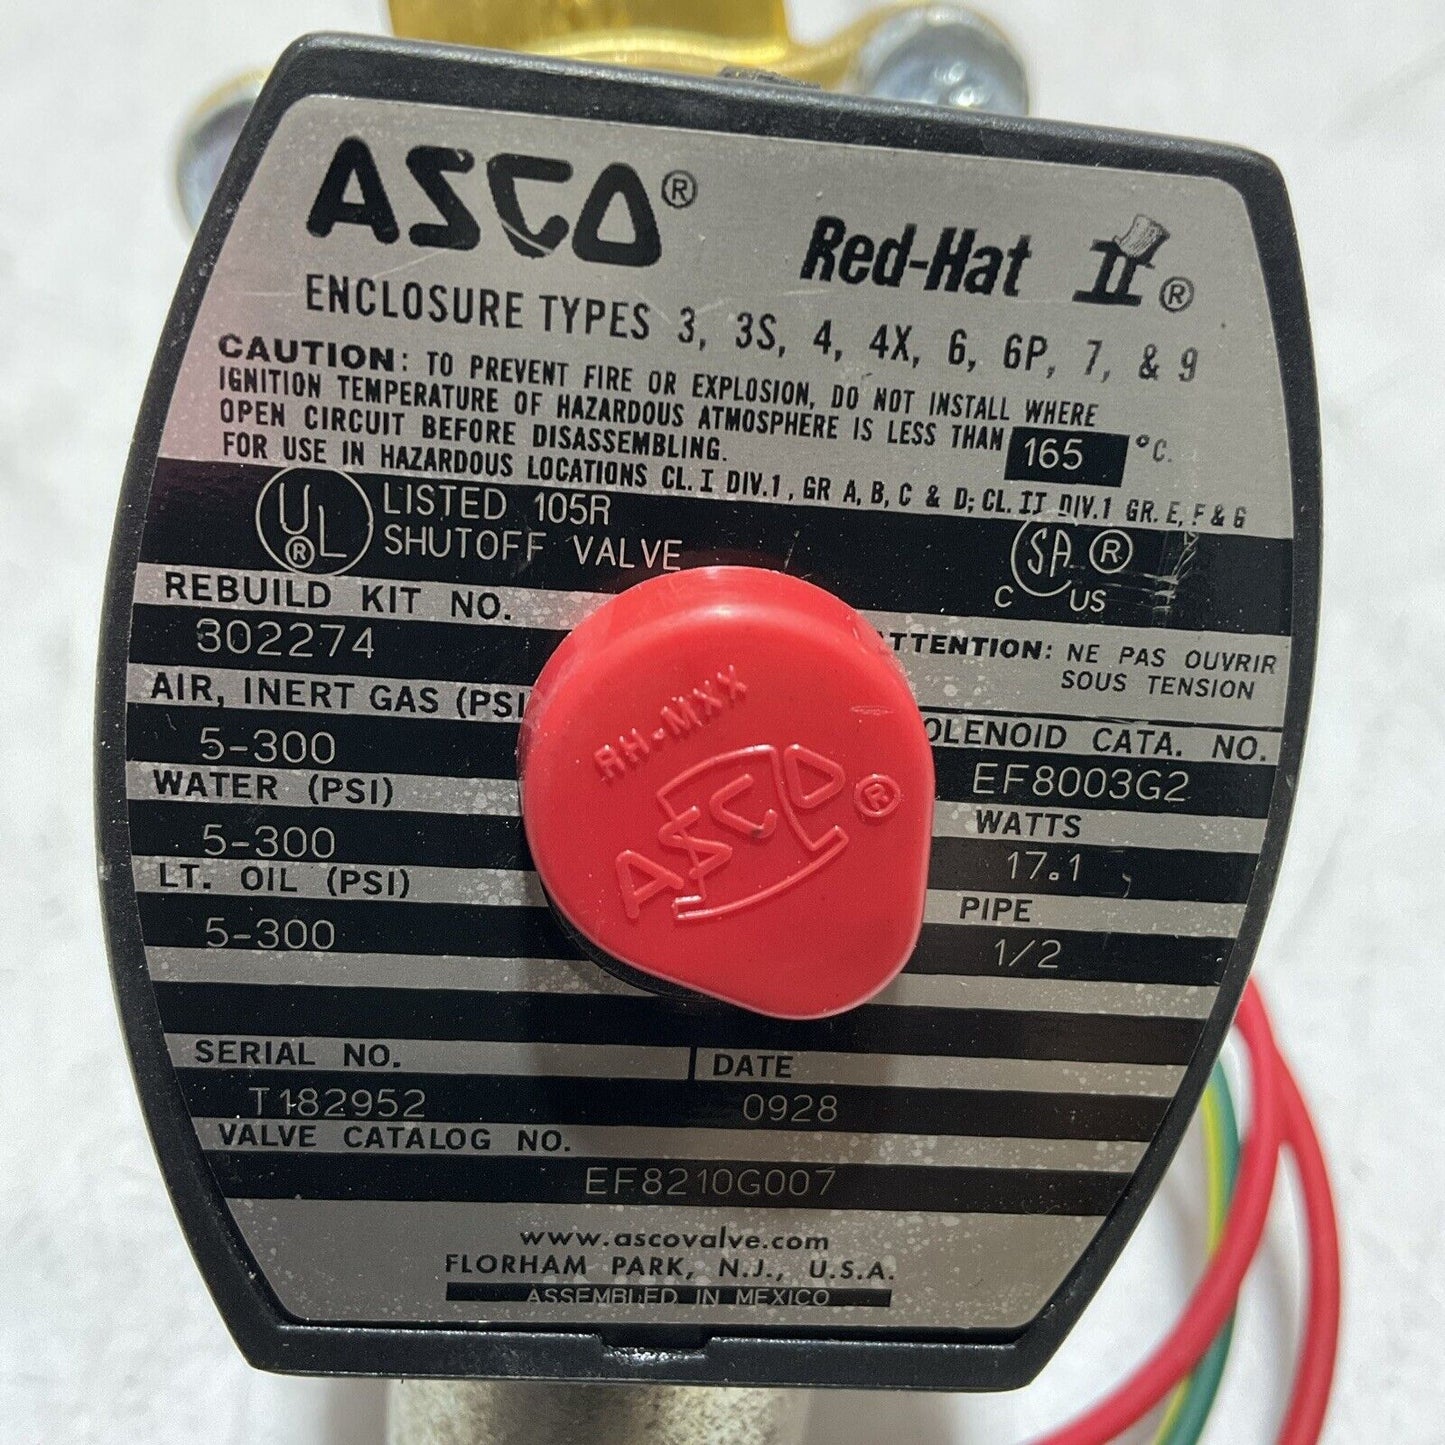 ASCO®
Red-Hat II®
ENCLOSURE TYPES 3, 3S, 4, 4X, 6, 6P, 7, & 9
CAUTION: TO PREVENT FIRE OR EXPLOSION, DO NOT INSTALL WHERE
IGNITION TEMPERATURE OF HAZARDOUS ATMOSPHERE IS LESS THAN 165 °C.
OPEN CIRCUIT BEFORE DISASSEMBLING.
FOR USE IN HAZARDOUS LOCATIONS CL. I DIV.1, GR A, B, C & D; CL. II DIV.1 GR. E, F & G
UL® LISTED 105R
SHUTOFF VALVE
C SA® US
REBUILD KIT NO.
302274
ATTENTION: NE PAS OUVRIR
SOUS TENSION
AIR, INERT GAS (PSI
5-300
OLENOID CATA. NO.
EF8003G2
WATER (PSI)
5-300
WATTS
17.1
LT. OIL (PSI)
5-300
PIPE
1/2
RH-MXX
ASCO®
SERIAL NO.
T182952
DATE
0928
VALVE CATALOG NO.
EF8210G007
www.ascovalve.com
FLORHAM PARK, N.J., U.S.A.
ASSEMBLED IN MEXICO